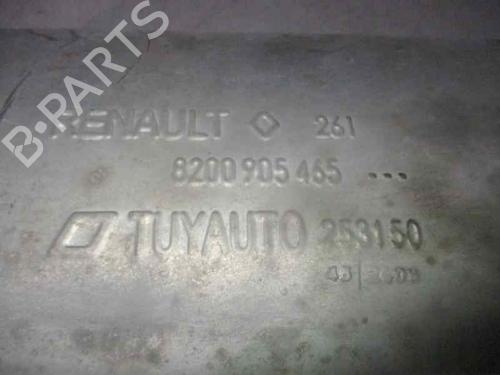 B-PARTS
RENAULT 261
8200 905 465 ...
TUYAUTO 253150